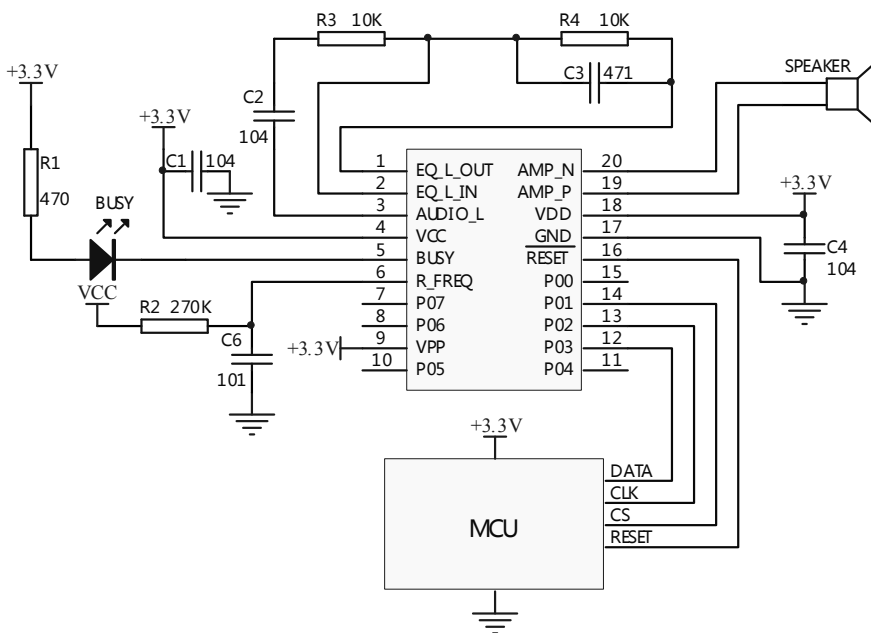 R3 10K
R4 10K
+3.3V
C3 471
SPEAKER
C2
104
+3.3V
R1
470
C1 104
BUSY
1 EQ_L_OUT AMP_N 20
2 EQ_L_IN AMP_P 19
3 AUDIO_L VDD 18
4 VCC GND 17
5 BUSY RESET 16
6 R_FREQ P00 15
7 P07 P01 14
8 P06 P02 13
9 VPP P03 12
10 P05 P04 11
+3.3V
C4
104
VCC
R2 270K
C6
101
+3.3V
+3.3V
MCU
DATA
CLK
CS
RESET